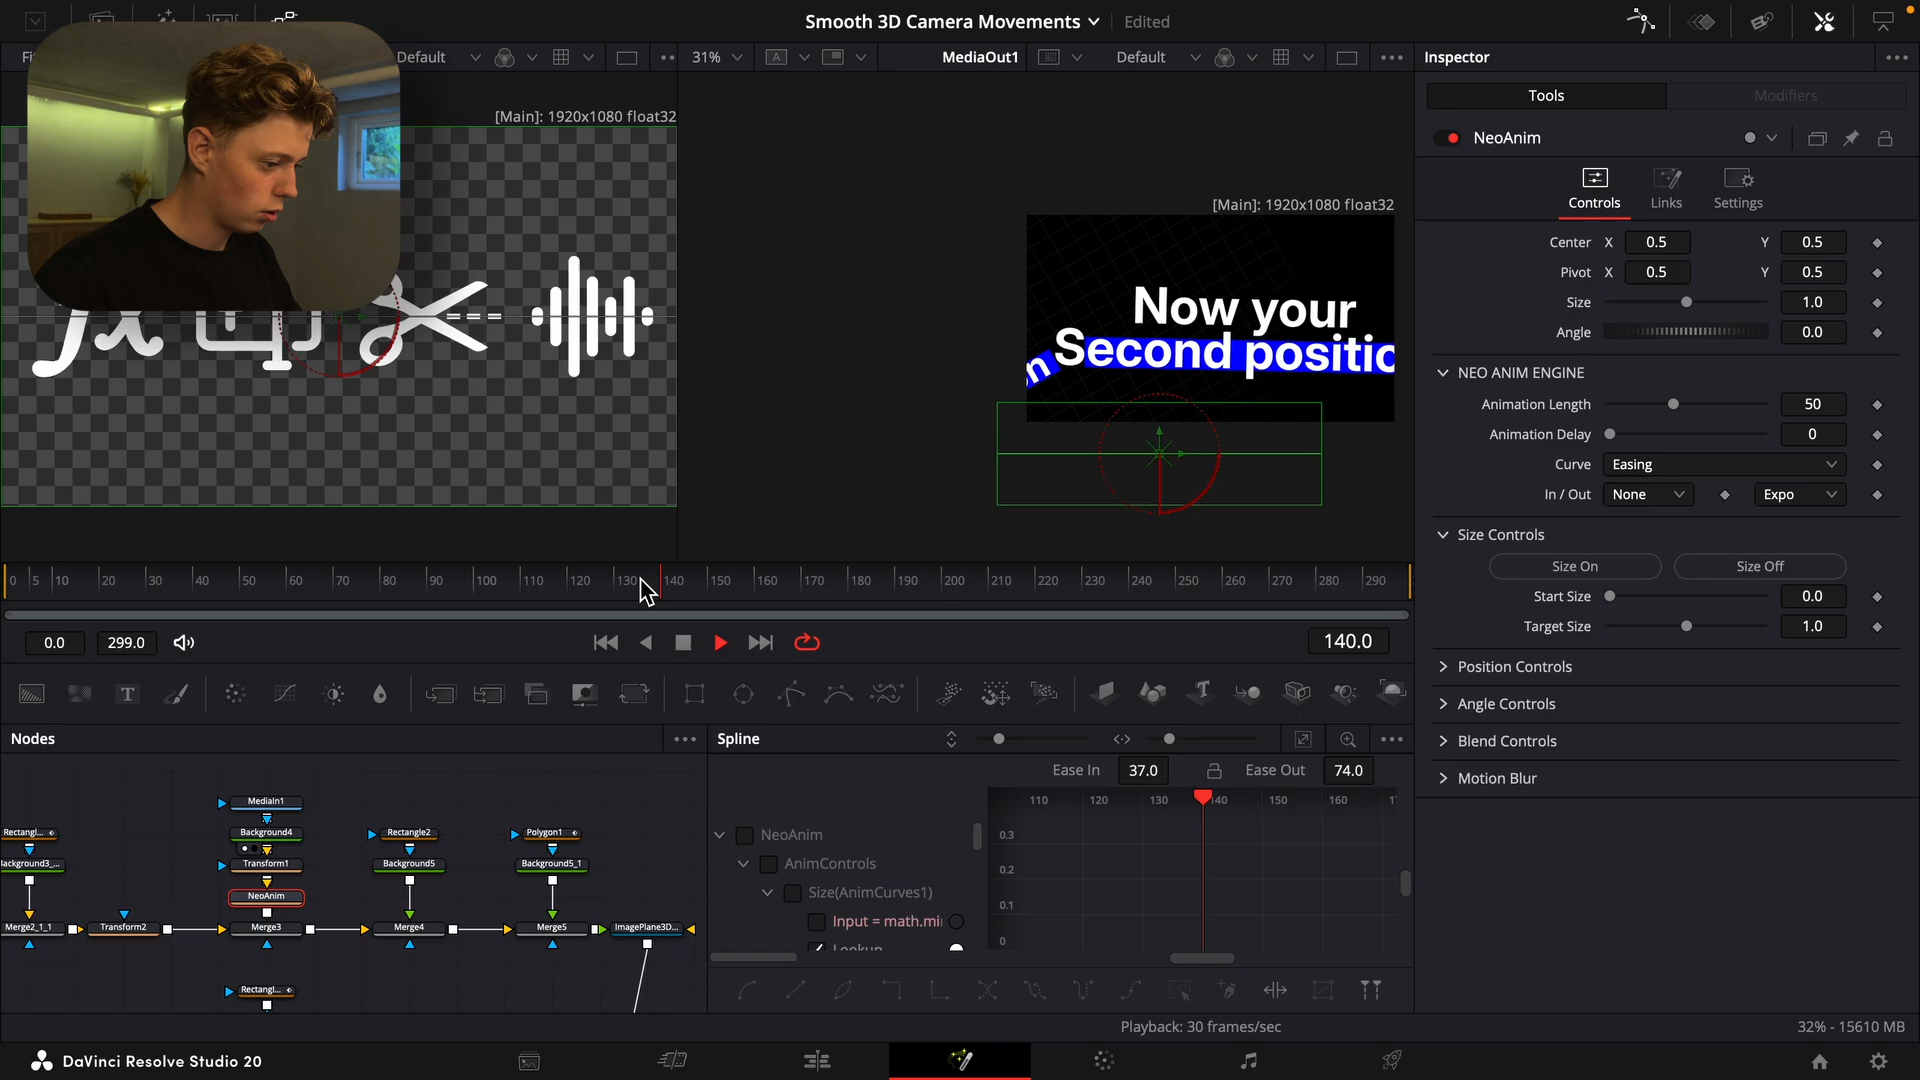 Smooth 3D Camera Movements Edited
Default
31%
A
MediaOut1
Default
Inspector
[Main]: 1920x1080 float32
[Main]: 1920x1080 float32
Now your
Second positio
n
Tools
Modifiers
NeoAnim
Controls
Links
Settings
Center X 0.5 Y 0.5
Pivot X 0.5 Y 0.5
Size 1.0
Angle 0.0
NEO ANIM ENGINE
Animation Length 50
Animation Delay 0
Curve Easing
In / Out None Expo
Size Controls
Size On Size Off
Start Size 0.0
Target Size 1.0
Position Controls
Angle Controls
Blend Controls
Motion Blur
0 5 10 20 30 40 50 60 70 80 90 100 110 120 130 140 150 160 170 180 190 200 210 220 230 240 250 260 270 280 290
0.0 299.0 140.0
T
Nodes
Spline
Ease In 37.0 Ease Out 74.0
110 120 130 140 150 160
0.3
0.2
0.1
0
NeoAnim
AnimControls
Size(AnimCurves1)
Input = math.mi
Lookup
MediaIn1
Rectangl...
Background4
Rectangle2
Polygon1
Background3_...
Transform1
Background5
Background5_1
NeoAnim
Merge2_1_1
Transform2
Merge3
Merge4
Merge5
ImagePlane3D...
Rectangl...
Playback: 30 frames/sec
32% - 15610 MB
DaVinci Resolve Studio 20